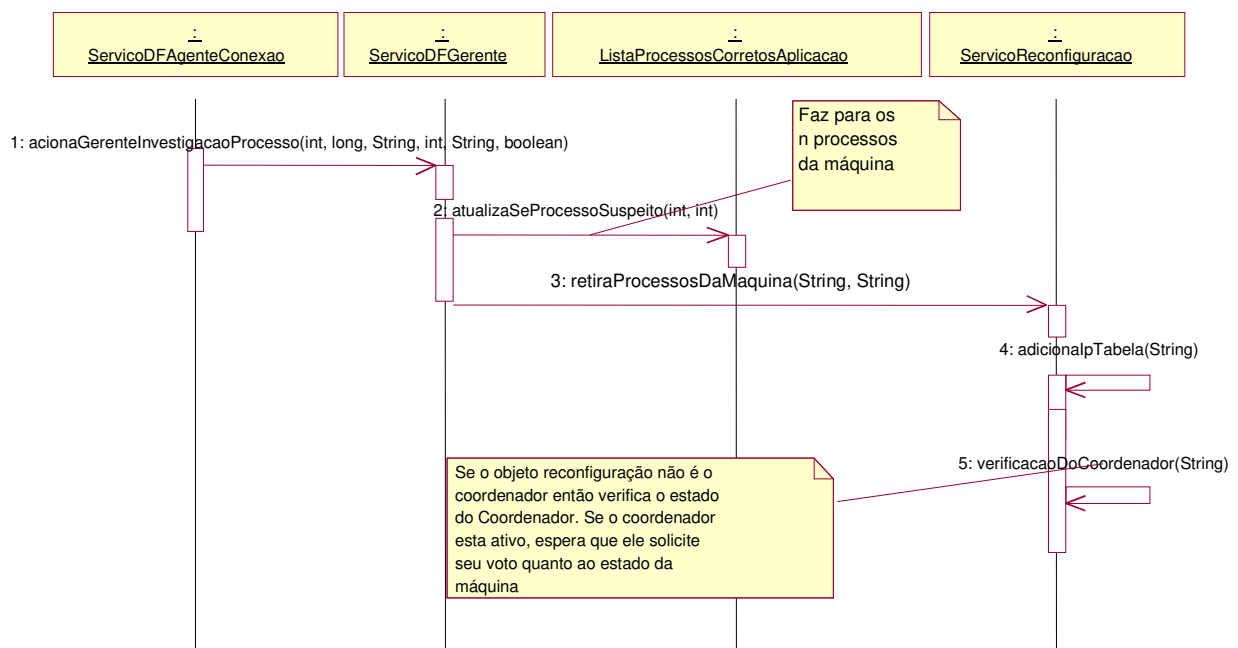 :
ServicoDFAgenteConexao
:
ServicoDFGerente
:
ListaProcessosCorretosAplicacao
:
ServicoReconfiguracao
Faz para os
n processos
da máquina
1: acionaGerenteInvestigacaoProcesso(int, long, String, int, String, boolean)
2: atualizaSeProcessoSuspeito(int, int)
3: retiraProcessosDaMaquina(String, String)
4: adicionaIpTabela(String)
5: verificacaoDoCoordenador(String)
Se o objeto reconfiguração não é o
coordenador então verifica o estado
do Coordenador. Se o coordenador
esta ativo, espera que ele solicite
seu voto quanto ao estado da
máquina